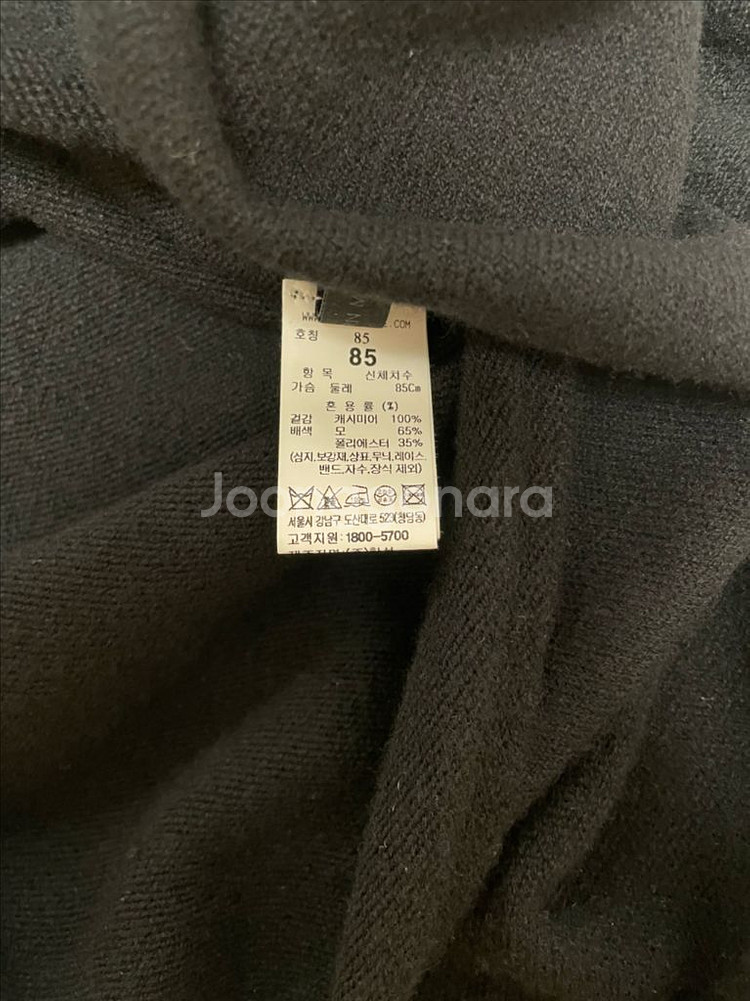 호칭 85
85
항 목 신체치수
가슴 둘레 85Cm
혼 용 률 (%)
겉감 캐시미어 100%
배색 모 65%
폴리에스터 35%
(심지,보강재,상표,무늬,레이스,
밴드,자수,장식 제외)
Joongonara
서울시 강남구 도산대로 523(청담동)
고객지원: 1800-5700